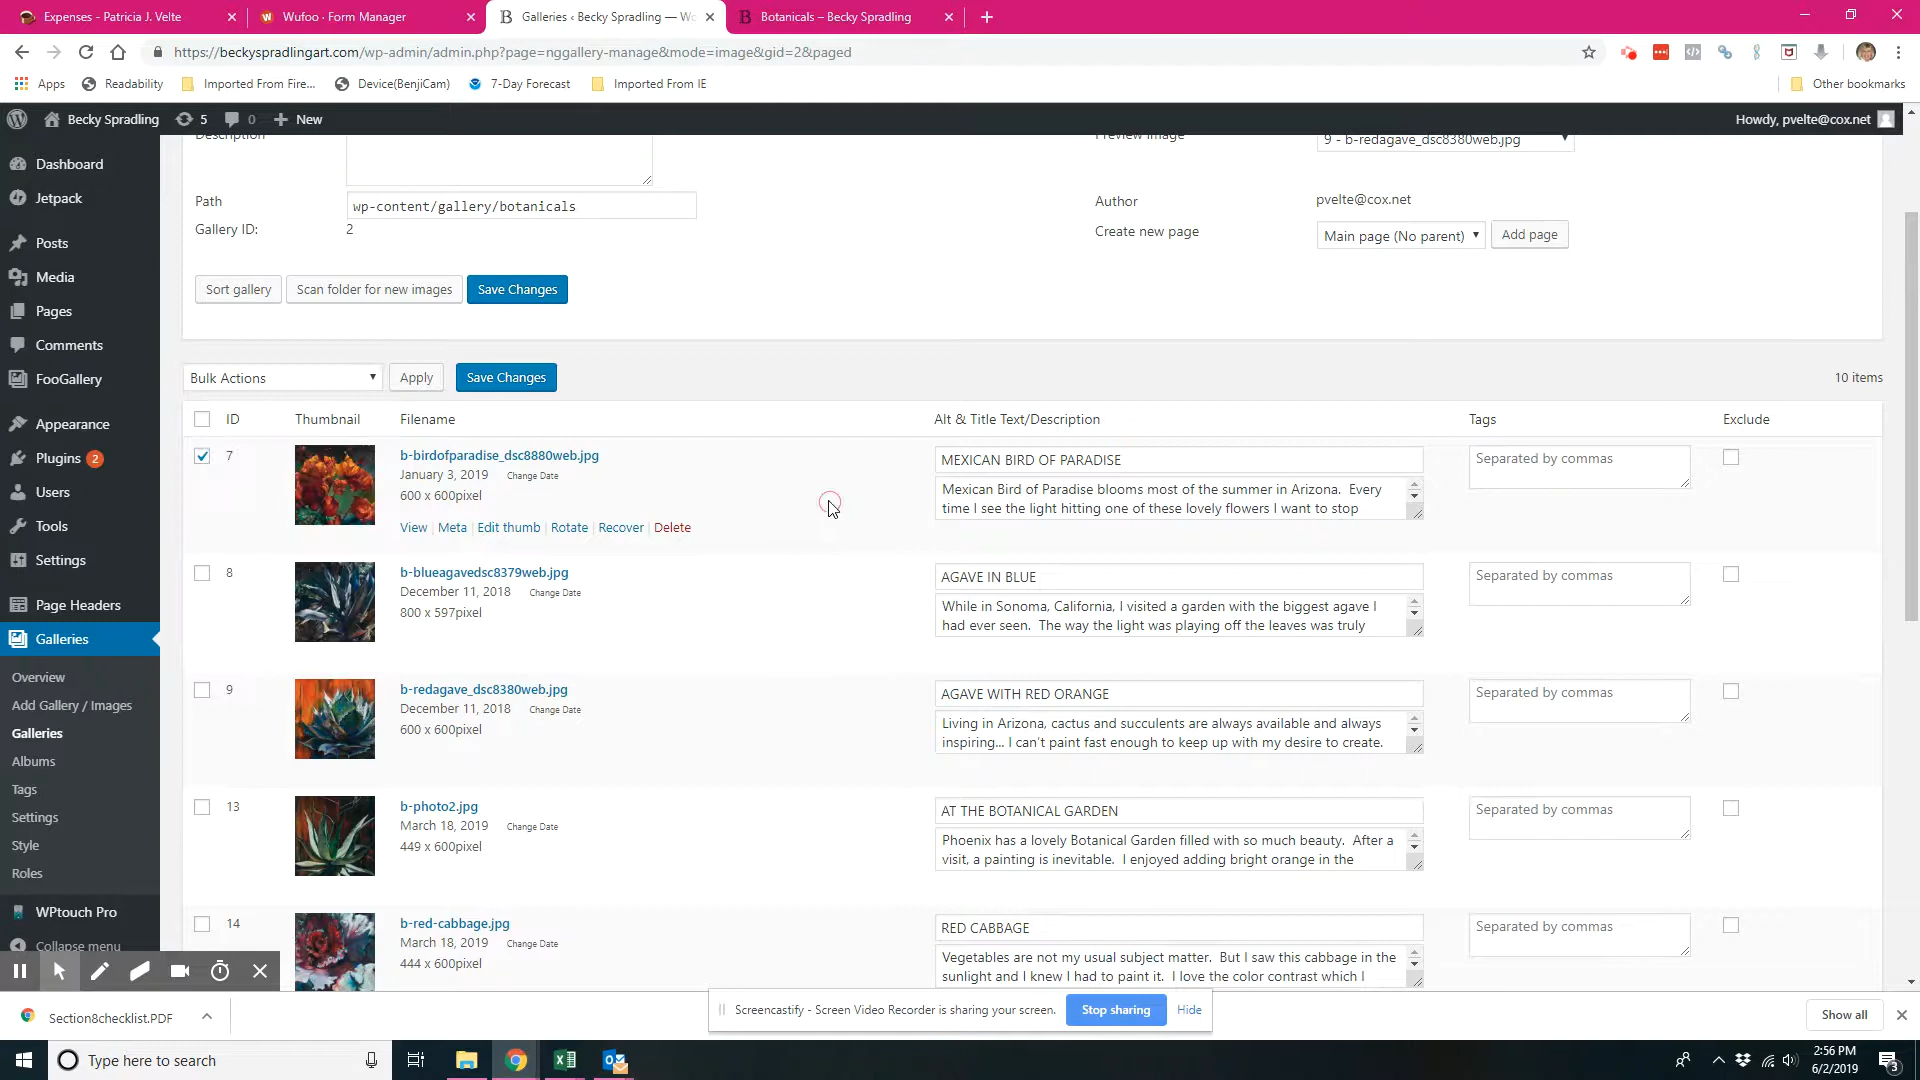 Expenses - Patricia J. Velte
Wufoo · Form Manager
Galleries ‹ Becky Spradling — Wo
Botanicals – Becky Spradling
https://beckyspradlingart.com/wp-admin/admin.php?page=nggallery-manage&mode=image&gid=2&paged
Apps
Readability
Imported From Fire...
Device(BenjiCam)
7-Day Forecast
Imported From IE
Other bookmarks
Becky Spradling
5
0
New
Howdy, pvelte@cox.net
Dashboard
Jetpack
Posts
Media
Pages
Comments
FooGallery
Appearance
Plugins 2
Users
Tools
Settings
Page Headers
Galleries
Overview
Add Gallery / Images
Galleries
Albums
Tags
Settings
Style
Roles
WPtouch Pro
Collapse menu
Description
Preview image
9 - b-redagave_dsc8380web.jpg
Path
wp-content/gallery/botanicals
Author
pvelte@cox.net
Gallery ID:
2
Create new page
Main page (No parent)
Add page
Sort gallery
Scan folder for new images
Save Changes
Bulk Actions
Apply
Save Changes
10 items
ID
Thumbnail
Filename
Alt & Title Text/Description
Tags
Exclude
7
b-birdofparadise_dsc8880web.jpg
January 3, 2019 Change Date
600 x 600pixel
View | Meta | Edit thumb | Rotate | Recover | Delete
MEXICAN BIRD OF PARADISE
Mexican Bird of Paradise blooms most of the summer in Arizona. Every
time I see the light hitting one of these lovely flowers I want to stop
Separated by commas
8
b-blueagavedsc8379web.jpg
December 11, 2018 Change Date
800 x 597pixel
AGAVE IN BLUE
While in Sonoma, California, I visited a garden with the biggest agave I
had ever seen. The way the light was playing off the leaves was truly
Separated by commas
9
b-redagave_dsc8380web.jpg
December 11, 2018 Change Date
600 x 600pixel
AGAVE WITH RED ORANGE
Living in Arizona, cactus and succulents are always available and always
inspiring... I can't paint fast enough to keep up with my desire to create.
Separated by commas
13
b-photo2.jpg
March 18, 2019 Change Date
449 x 600pixel
AT THE BOTANICAL GARDEN
Phoenix has a lovely Botanical Garden filled with so much beauty. After a
visit, a painting is inevitable. I enjoyed adding bright orange in the
Separated by commas
14
b-red-cabbage.jpg
March 18, 2019 Change Date
444 x 600pixel
RED CABBAGE
Vegetables are not my usual subject matter. But I saw this cabbage in the
sunlight and I knew I had to paint it. I love the color contrast which I
Separated by commas
Section8checklist.PDF
Screencastify - Screen Video Recorder is sharing your screen.
Stop sharing
Hide
Show all
Type here to search
2:56 PM
6/2/2019
3